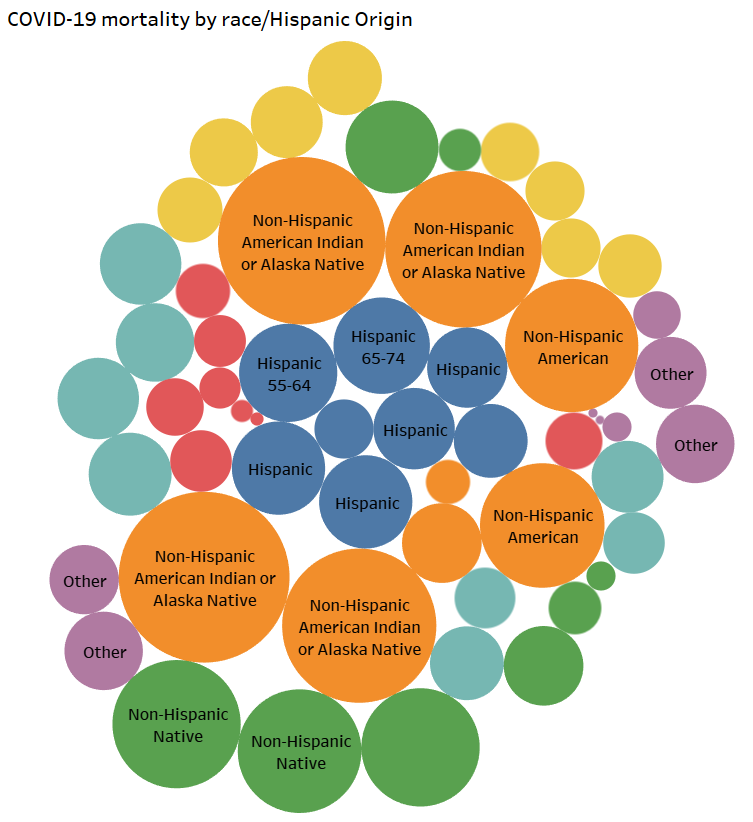 COVID-19 mortality by race/Hispanic Origin
Non-Hispanic
American Indian
or Alaska Native
Non-Hispanic
American Indian
or Alaska Native
Hispanic
65-74
Non-Hispanic
American
Hispanic
55-64
Hispanic
Other
Hispanic
Other
Hispanic
Hispanic
Non-Hispanic
American
Non-Hispanic
American Indian or
Alaska Native
Other
Non-Hispanic
American Indian
or Alaska Native
Other
Non-Hispanic
Native
Non-Hispanic
Native